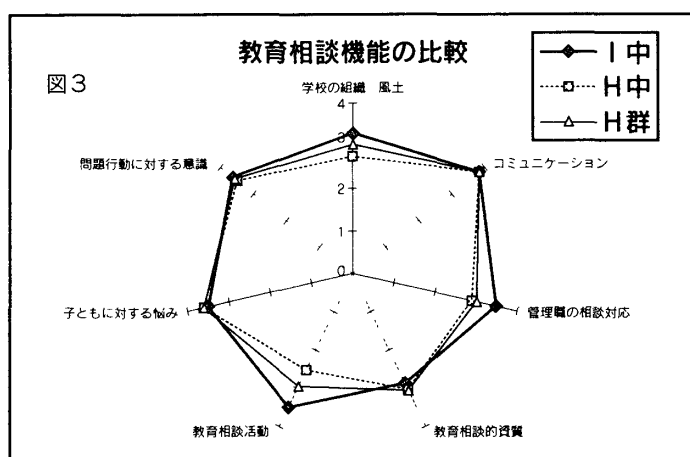 教育相談機能の比較
図3
I 中
H 中
H 群
学校の組織 風土
コミュニケーション
管理職の相談対応
教育相談的資質
教育相談活動
子どもに対する悩み
問題行動に対する意識
4
3
2
1
0